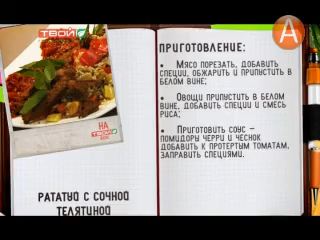 ТВОЙ
А
ПРИГОТОВЛЕНИЕ:
• МЯСО ПОРЕЗАТЬ, ДОБАВИТЬ
СПЕЦИИ, ОБЖАРИТЬ И ПРИПУСТИТЬ В
БЕЛОМ ВИНЕ;
• ОВОЩИ ПРИПУСТИТЬ В БЕЛОМ
ВИНЕ, ДОБАВИТЬ СПЕЦИИ И СМЕСЬ
РИСА;
• ПРИГОТОВИТЬ СОУС –
ПОМИДОРЫ ЧЕРРИ И ЧЕСНОК
ДОБАВИТЬ К ПРОТЕРТЫМ ТОМАТАМ,
ЗАПРАВИТЬ СПЕЦИЯМИ.
НА
ТВОЙ
РАТАТУЙ С СОЧНОЙ
ТЕЛЯТИНОЙ